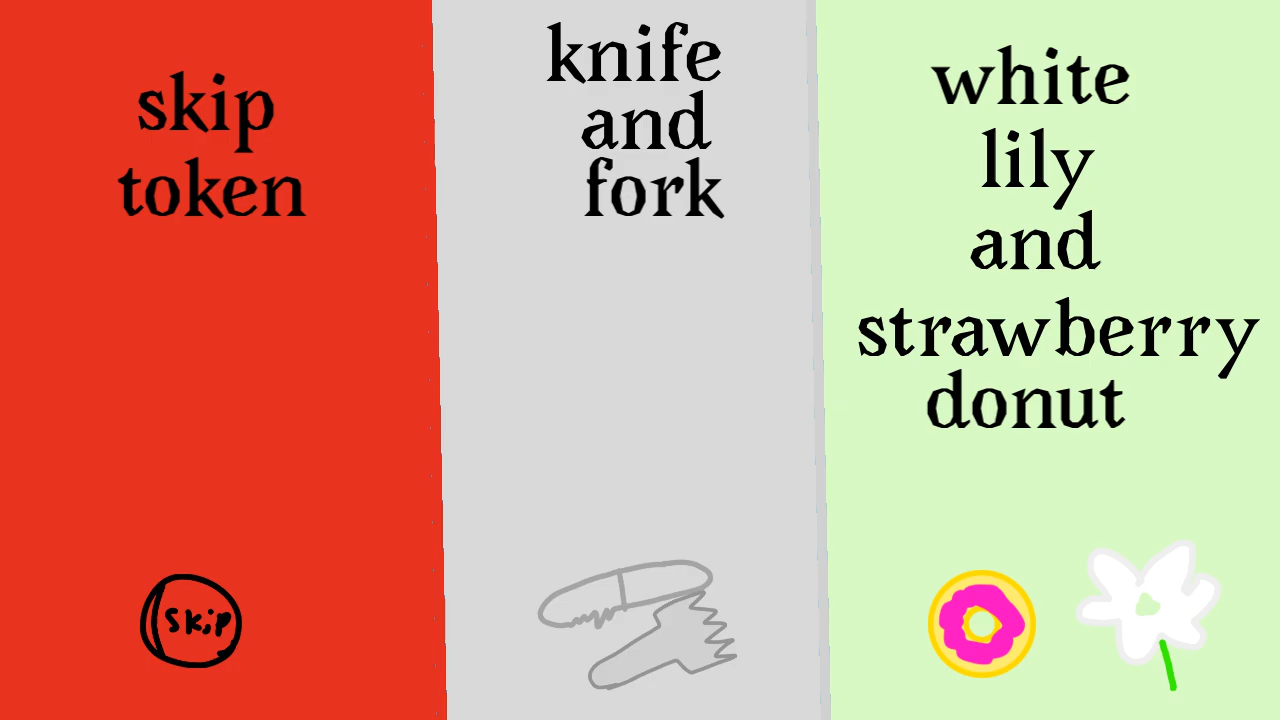 skip
token
skip
knife
and
fork
white
lily
and
strawberry
donut